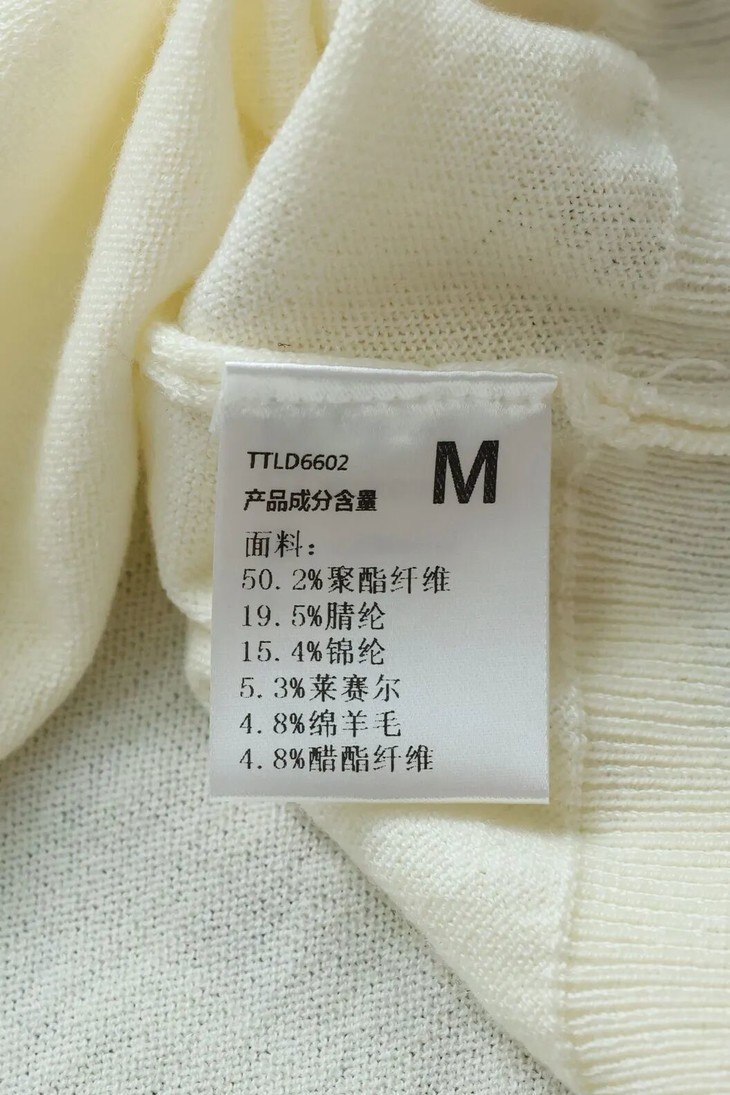 TTLD6602
M
产品成分含量
面料：
50.2%聚酯纤维
19.5%腈纶
15.4%锦纶
5.3%莱赛尔
4.8%绵羊毛
4.8%醋酯纤维